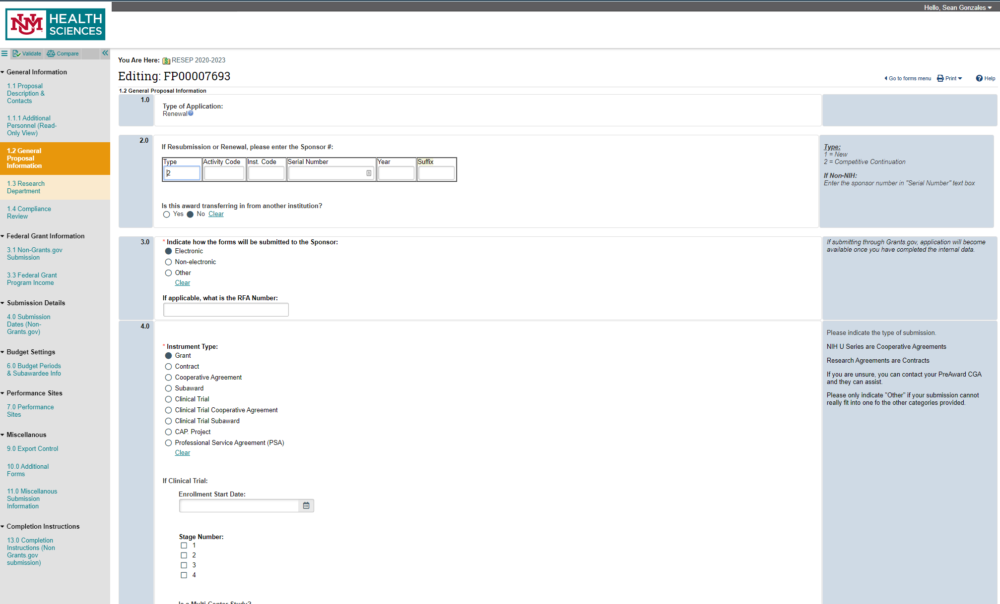 Hello, Sean Gonzales
UNM HEALTH SCIENCES
Validate
Compare
General Information
1.1 Proposal
Description &
Contacts
1.1.1 Additional
Personnel (Read-
Only View)
1.2 General
Proposal
Information
1.3 Research
Department
1.4 Compliance
Review
Federal Grant Information
3.1 Non-Grants.gov
Submission
3.3 Federal Grant
Program Income
Submission Details
4.0 Submission
Dates (Non-
Grants.gov)
Budget Settings
6.0 Budget Periods
& Subawardee Info
Performance Sites
7.0 Performance
Sites
Miscellanous
9.0 Export Control
10.0 Additional
Forms
11.0 Miscellanous
Submission
Information
Completion Instructions
13.0 Completion
Instructions (Non
Grants.gov
submission)
You Are Here: RESEP 2020-2023
Editing: FP00007693
Go to forms menu Print Help
1.2 General Proposal Information
1.0
Type of Application:
Renewal
2.0
If Resubmission or Renewal, please enter the Sponsor #:
Type Activity Code Inst. Code Serial Number Year Suffix
2
Is this award transferring in from another institution?
Yes No Clear
Type:
1 = New
2 = Competitive Continuation
If Non-NIH:
Enter the sponsor number in "Serial Number" text box
3.0
* Indicate how the forms will be submitted to the Sponsor:
Electronic
Non-electronic
Other
Clear
If applicable, what is the RFA Number:
If submitting through Grants.gov, application will become
available once you have completed the internal data.
4.0
* Instrument Type:
Grant
Contract
Cooperative Agreement
Subaward
Clinical Trial
Clinical Trial Cooperative Agreement
Clinical Trial Subaward
CAP. Project
Professional Service Agreement (PSA)
Clear
If Clinical Trial:
Enrollment Start Date:
Stage Number:
1
2
3
4
Is a Multi Center Study?
Please indicate the type of submission.
NIH U Series are Cooperative Agreements
Research Agreements are Contracts
If you are unsure, you can contact your PreAward CGA
and they can assist.
Please only indicate "Other" if your submission cannot
really fit into one fo the other categories provided.